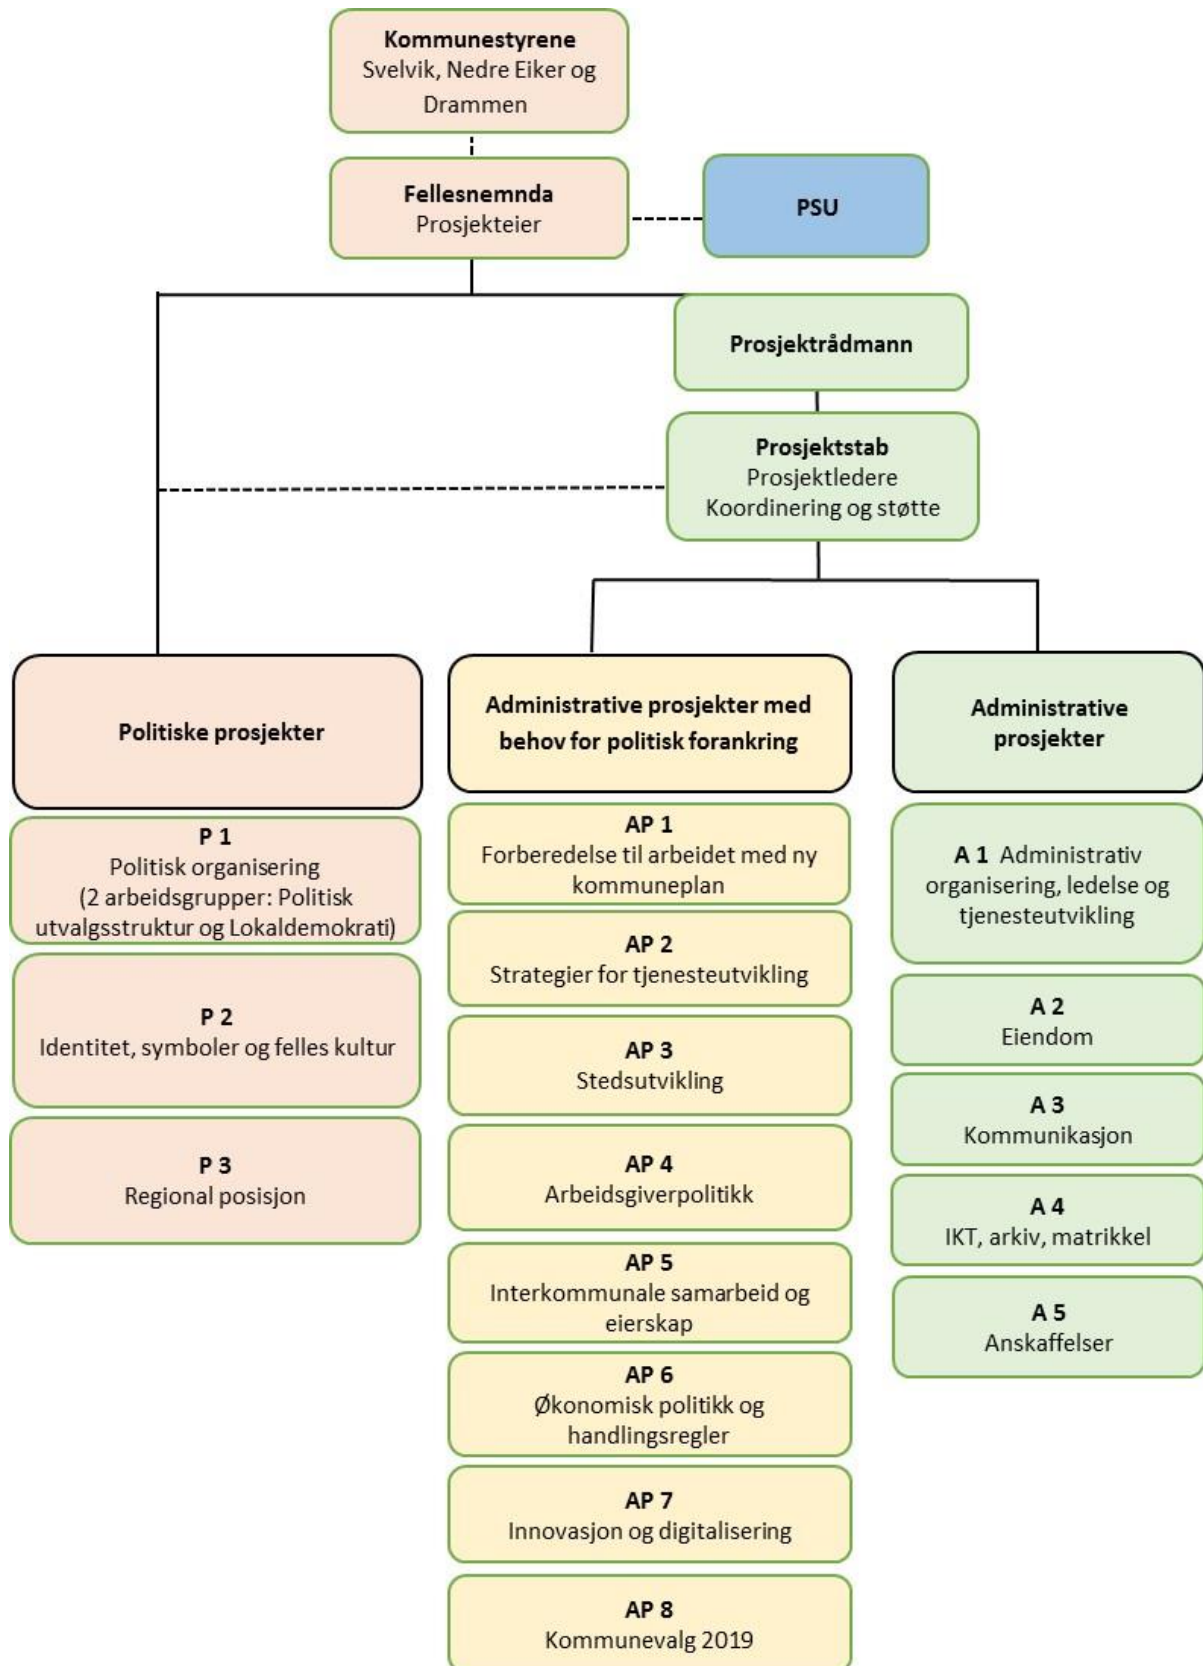 Kommunestyrene
Svelvik, Nedre Eiker og
Drammen
Fellesnemnda
Prosjekteier
PSU
Prosjektrådmann
Prosjektstab
Prosjektledere
Koordinering og støtte
Politiske prosjekter
P 1
Politisk organisering
(2 arbeidsgrupper: Politisk
utvalgsstruktur og Lokaldemokrati)
P 2
Identitet, symboler og felles kultur
P 3
Regional posisjon
Administrative prosjekter med
behov for politisk forankring
AP 1
Forberedelse til arbeidet med ny
kommuneplan
AP 2
Strategier for tjenesteutvikling
AP 3
Stedsutvikling
AP 4
Arbeidsgiverpolitikk
AP 5
Interkommunale samarbeid og
eierskap
AP 6
Økonomisk politikk og
handlingsregler
AP 7
Innovasjon og digitalisering
AP 8
Kommunevalg 2019
Administrative
prosjekter
A 1 Administrativ
organisering, ledelse og
tjenesteutvikling
A 2
Eiendom
A 3
Kommunikasjon
A 4
IKT, arkiv, matrikkel
A 5
Anskaffelser